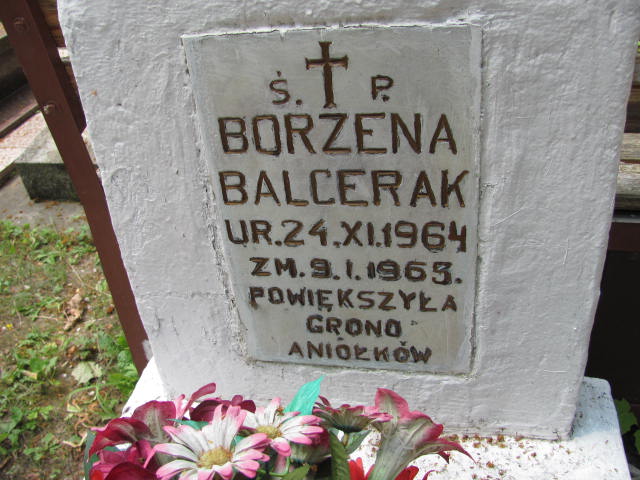 Ś. P.
BORZENA
BALCERAK
UR.24.XI.1964
ZM.9.I.1965.
POWIĘKSZYŁA
GRONO
ANIOŁKÓW